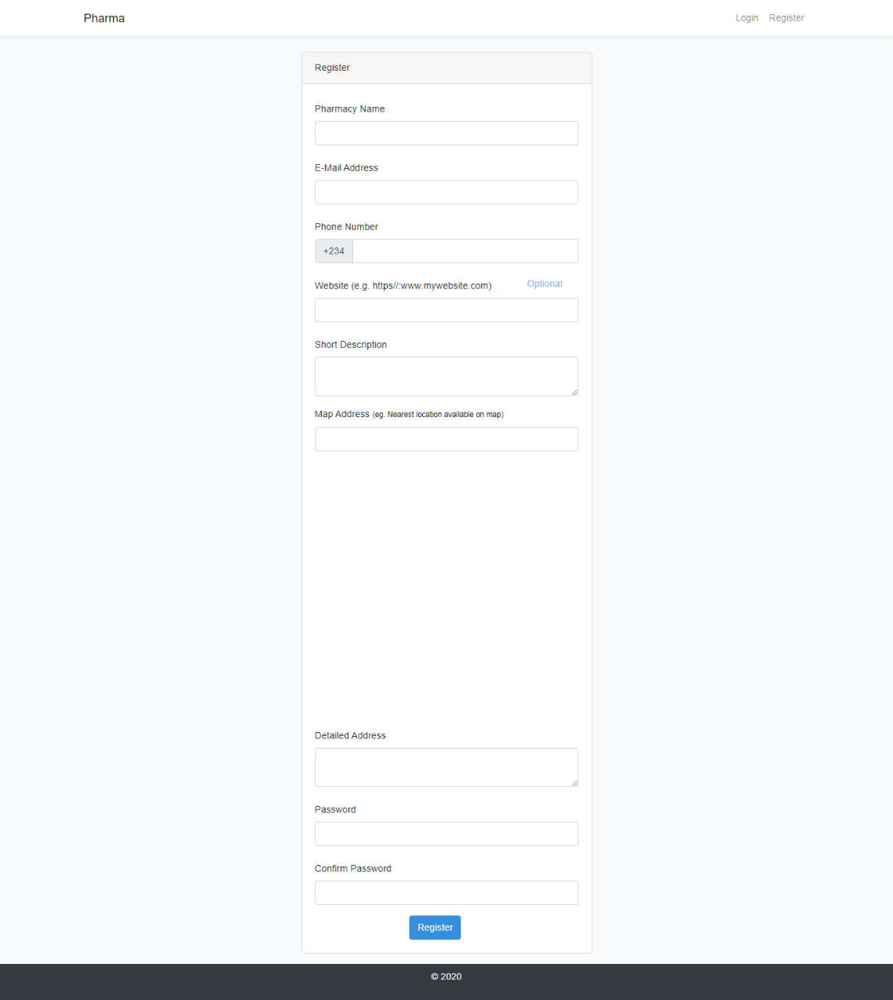 Pharma
Login Register
Register
Pharmacy Name
E-Mail Address
Phone Number
+234
Website (e.g. https//:www.mywebsite.com) Optional
Short Description
Map Address (eg. Nearest location available on map)
Detailed Address
Password
Confirm Password
Register
© 2020